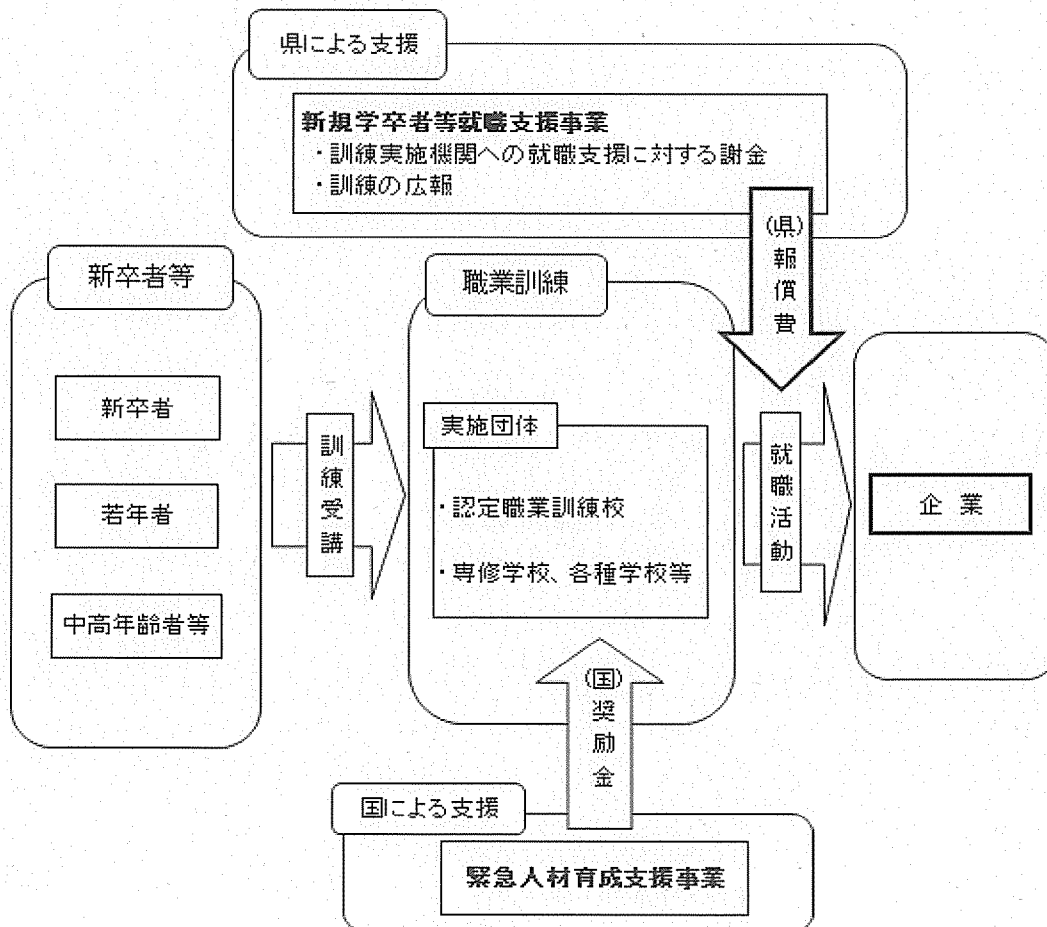 県による支援
新規学卒者等就職支援事業
・訓練実施機関への就職支援に対する謝金
・訓練の広報
(県)報償費
新卒者等
新卒者
若年者
中高年齢者等
訓練受講
職業訓練
実施団体
・認定職業訓練校
・専修学校、各種学校等
就職活動
企業
(国)奨励金
国による支援
緊急人材育成支援事業